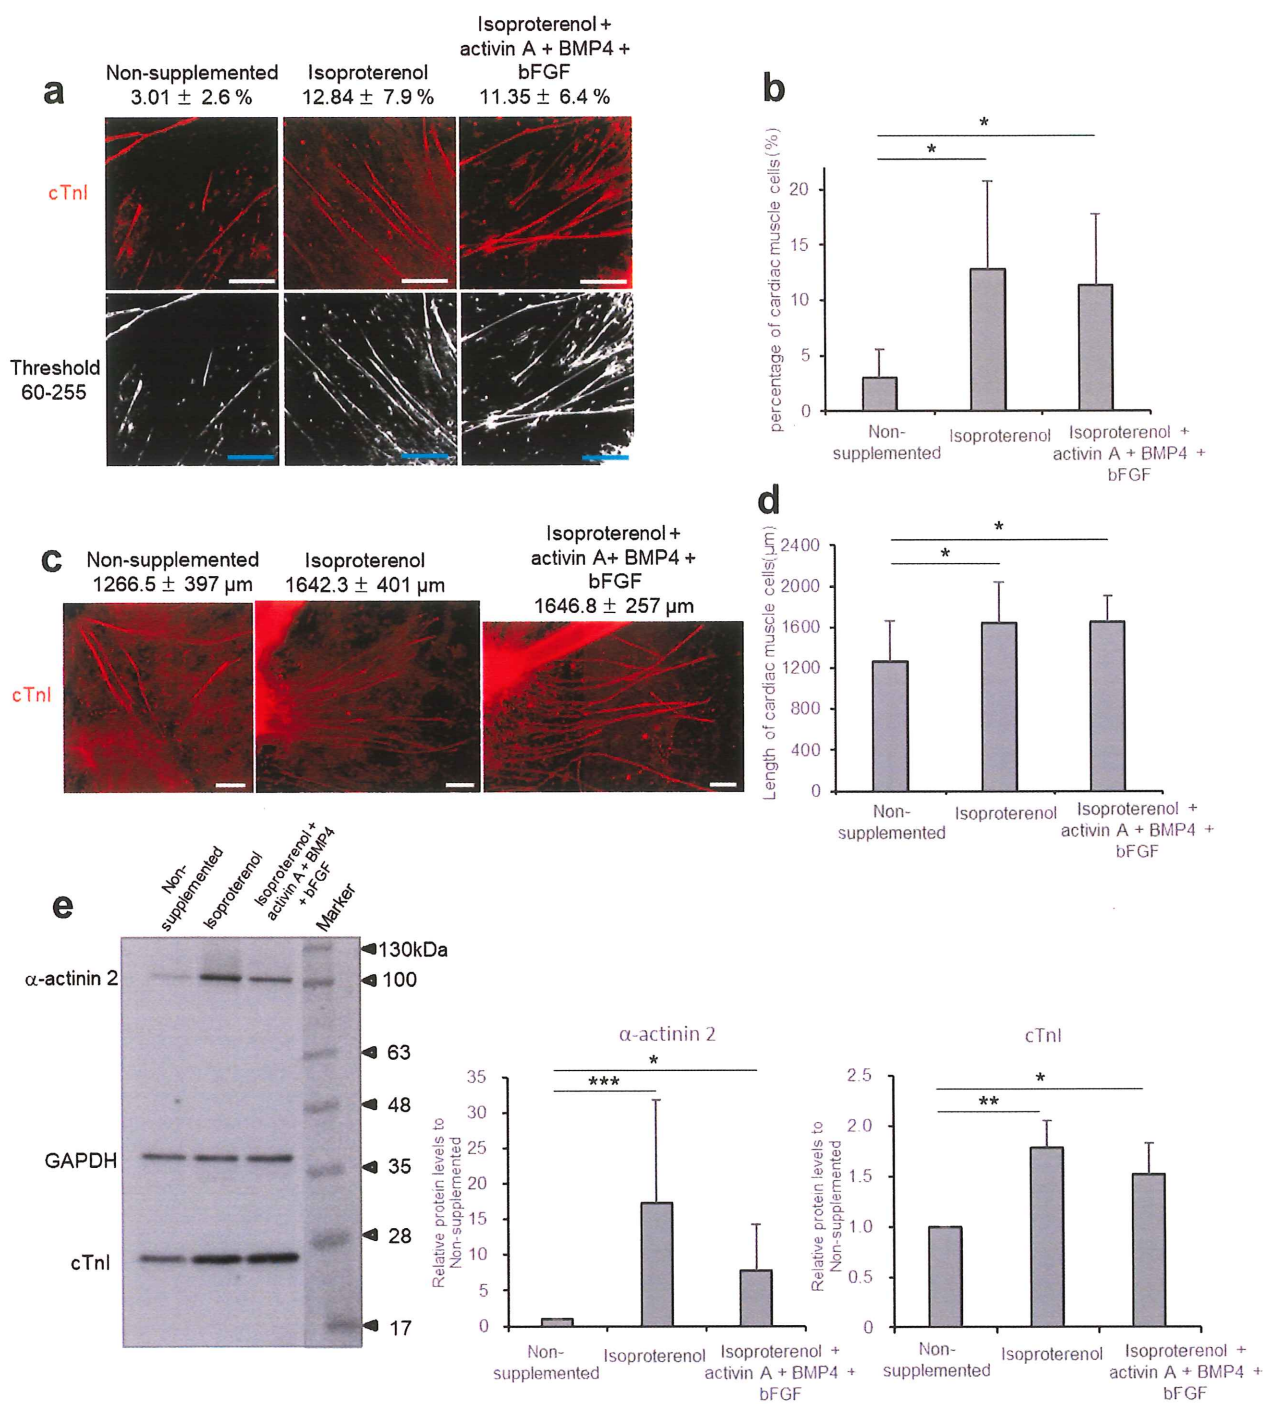 a
Non-supplemented
3.01 ± 2.6 %
Isoproterenol
12.84 ± 7.9 %
Isoproterenol +
activin A + BMP4 +
bFGF
11.35 ± 6.4 %
cTnI
Threshold
60-255
b
percentage of cardiac muscle cells (%)
*
*
20
15
10
5
0
Non-
supplemented
Isoproterenol
Isoproterenol +
activin A + BMP4 +
bFGF
c
Non-supplemented
1266.5 ± 397 µm
Isoproterenol
1642.3 ± 401 µm
Isoproterenol +
activin A+ BMP4 +
bFGF
1646.8 ± 257 µm
cTnI
d
Length of cardiac muscle cells(µm)
*
*
2400
2000
1600
1200
800
400
0
Non-
supplemented
Isoproterenol
Isoproterenol +
activin A + BMP4 +
bFGF
e
Non-
supplemented
Isoproterenol
Isoproterenol +
activin A + BMP4
+ bFGF
Marker
α-actinin 2
GAPDH
cTnI
130kDa
100
63
48
35
28
17
α-actinin 2
Relative protein levels to
Non-supplemented
*
***
35
30
25
20
15
10
5
0
Non-
supplemented
Isoproterenol
Isoproterenol +
activin A + BMP4 +
bFGF
cTnI
Relative protein levels to
Non-supplemented
*
**
2.5
2.0
1.5
1.0
0.5
0
Non-
supplemented
Isoproterenol
Isoproterenol +
activin A + BMP4 +
bFGF